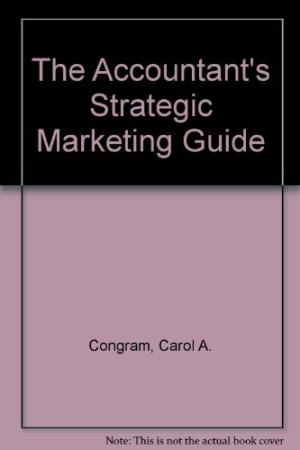 The Accountant's
Strategic
Marketing Guide
Congram, Carol A.
Note: This is not the actual book cover